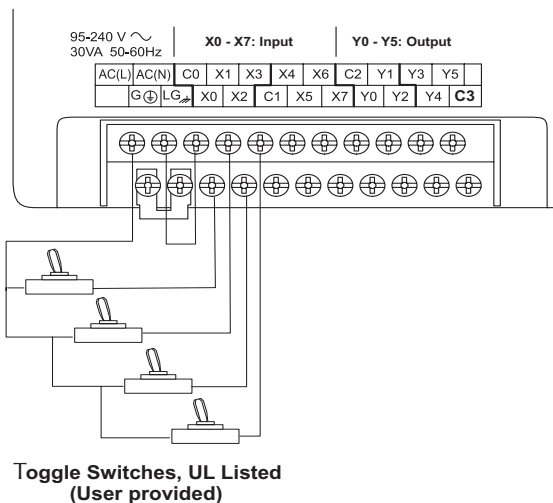 95-240 V
30VA 50-60Hz
X0 - X7: Input
Y0 - Y5: Output
AC(L) AC(N) C0 X1 X3 X4 X6 C2 Y1 Y3 Y5
G LG X0 X2 C1 X5 X7 Y0 Y2 Y4 C3
Toggle Switches, UL Listed
(User provided)